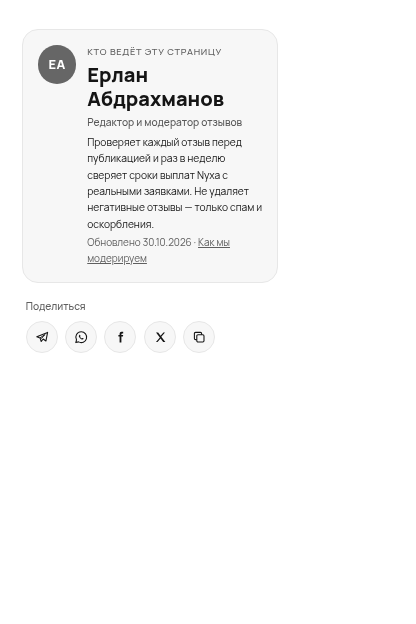 EA
КТО ВЕДЁТ ЭТУ СТРАНИЦУ
Ерлан
Абдрахманов
Редактор и модератор отзывов
Проверяет каждый отзыв перед
публикацией и раз в неделю
сверяет сроки выплат Nyxa с
реальными заявками. Не удаляет
негативные отзывы — только спам и
оскорбления.
Обновлено 30.10.2026 · Как мы
модерируем
Поделиться